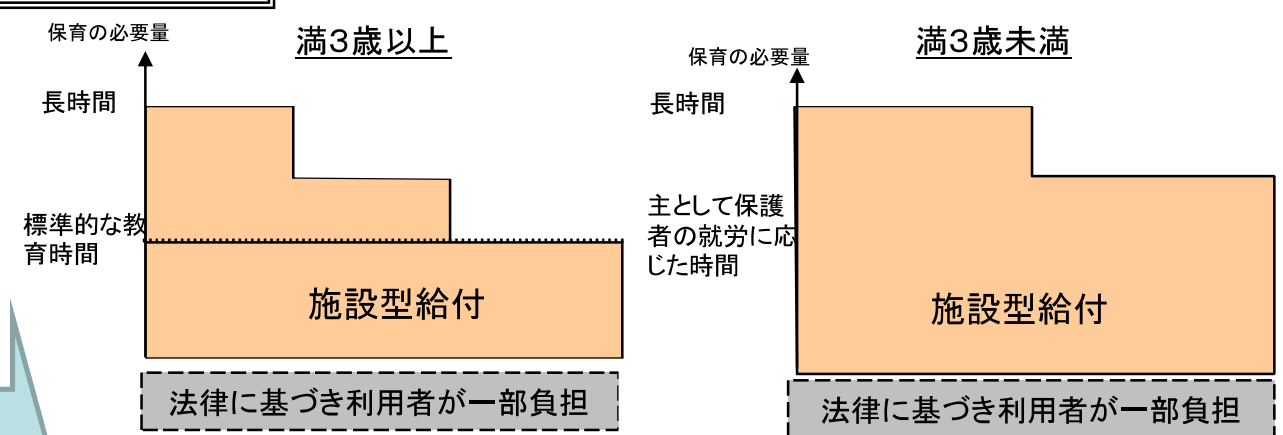 保育の必要量
満3歳以上
長時間
標準的な教
育時間
施設型給付
法律に基づき利用者が一部負担
保育の必要量
満3歳未満
長時間
主として保護
者の就労に応
じた時間
施設型給付
法律に基づき利用者が一部負担